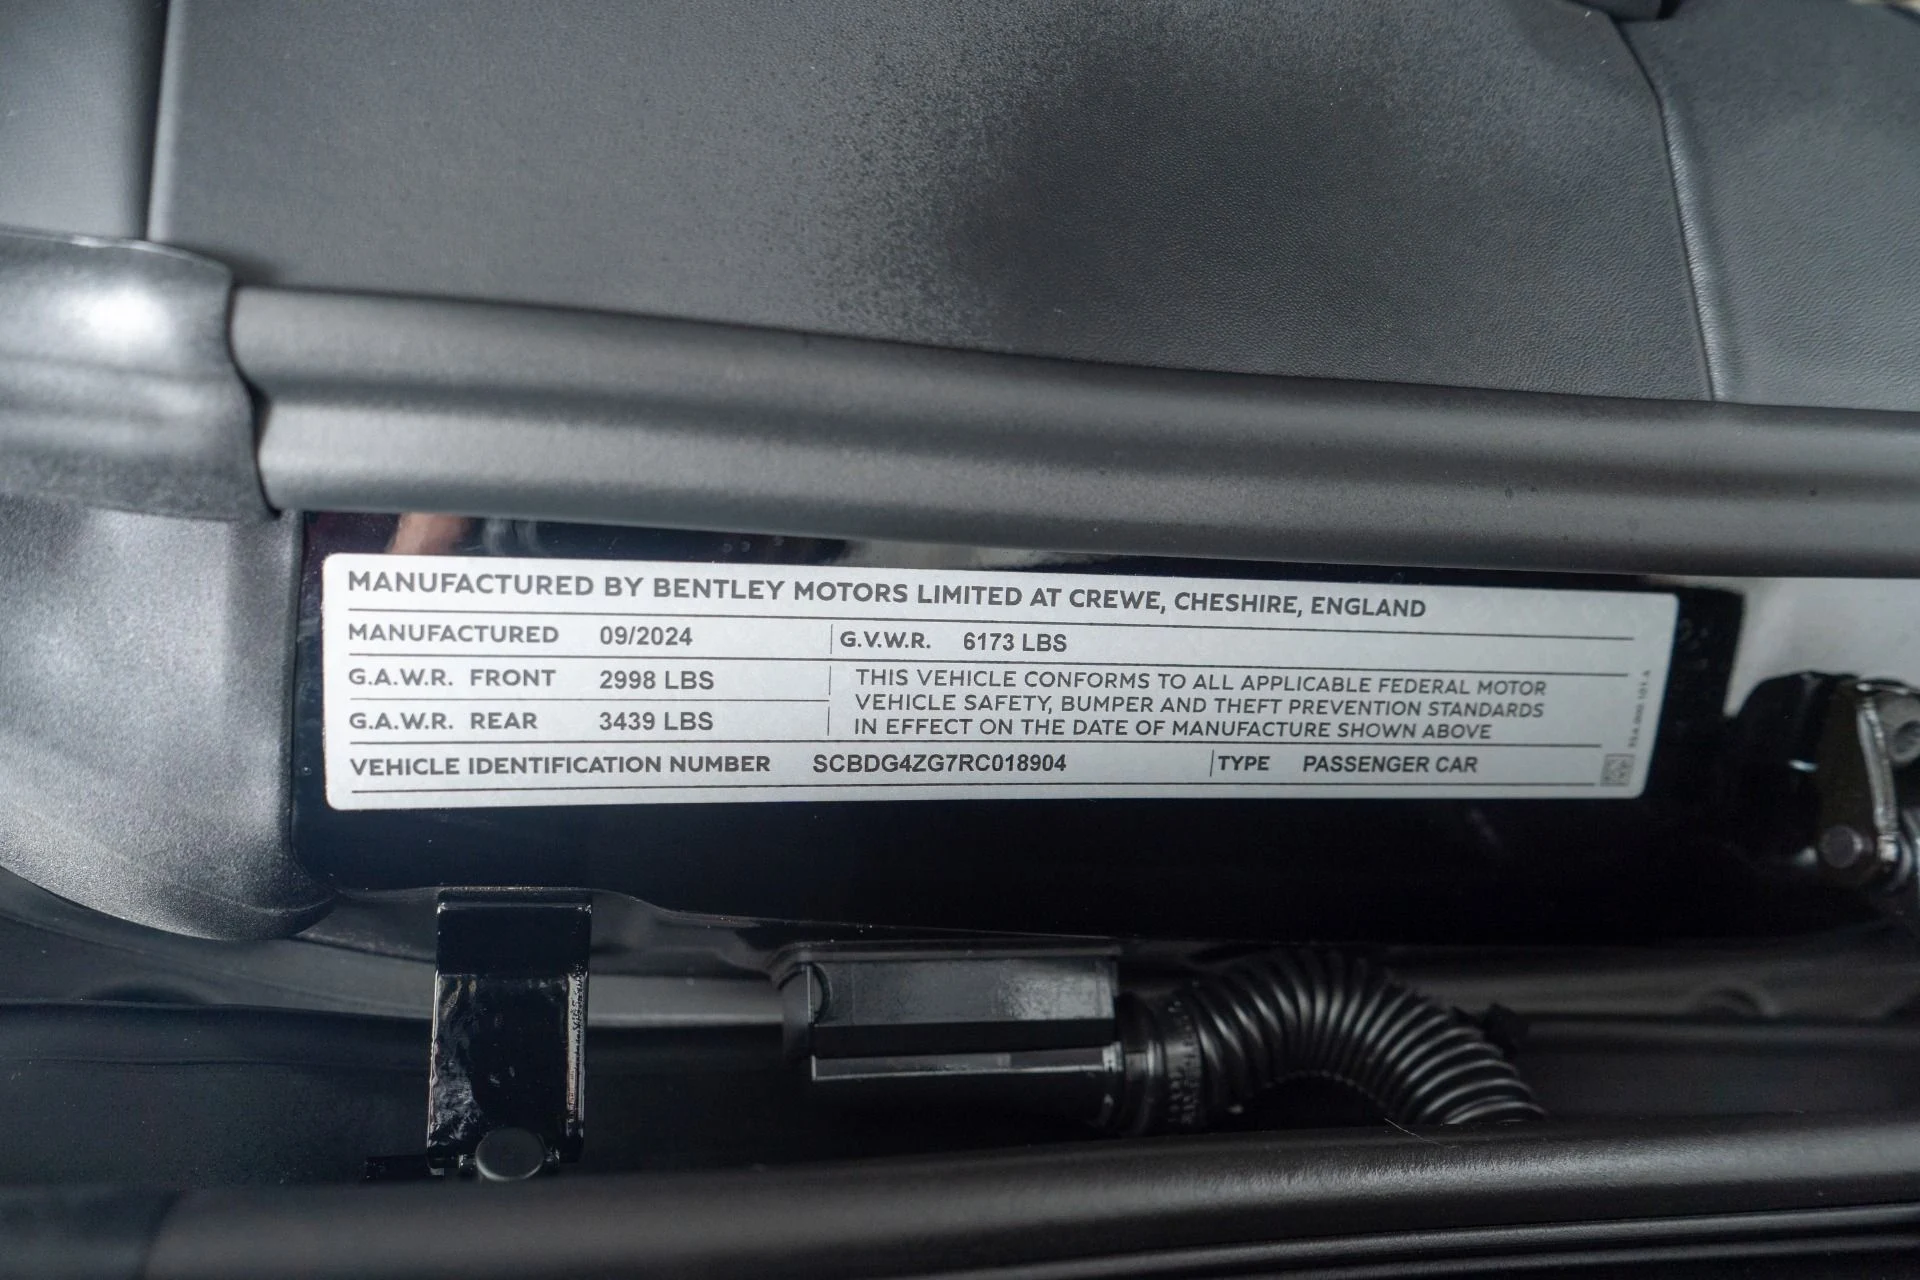 MANUFACTURED BY BENTLEY MOTORS LIMITED AT CREWE, CHESHIRE, ENGLAND
MANUFACTURED 09/2024 G.V.W.R. 6173 LBS
G.A.W.R. FRONT 2998 LBS
G.A.W.R. REAR 3439 LBS
THIS VEHICLE CONFORMS TO ALL APPLICABLE FEDERAL MOTOR
VEHICLE SAFETY, BUMPER AND THEFT PREVENTION STANDARDS
IN EFFECT ON THE DATE OF MANUFACTURE SHOWN ABOVE
VEHICLE IDENTIFICATION NUMBER SCBDG4ZG7RC018904 TYPE PASSENGER CAR